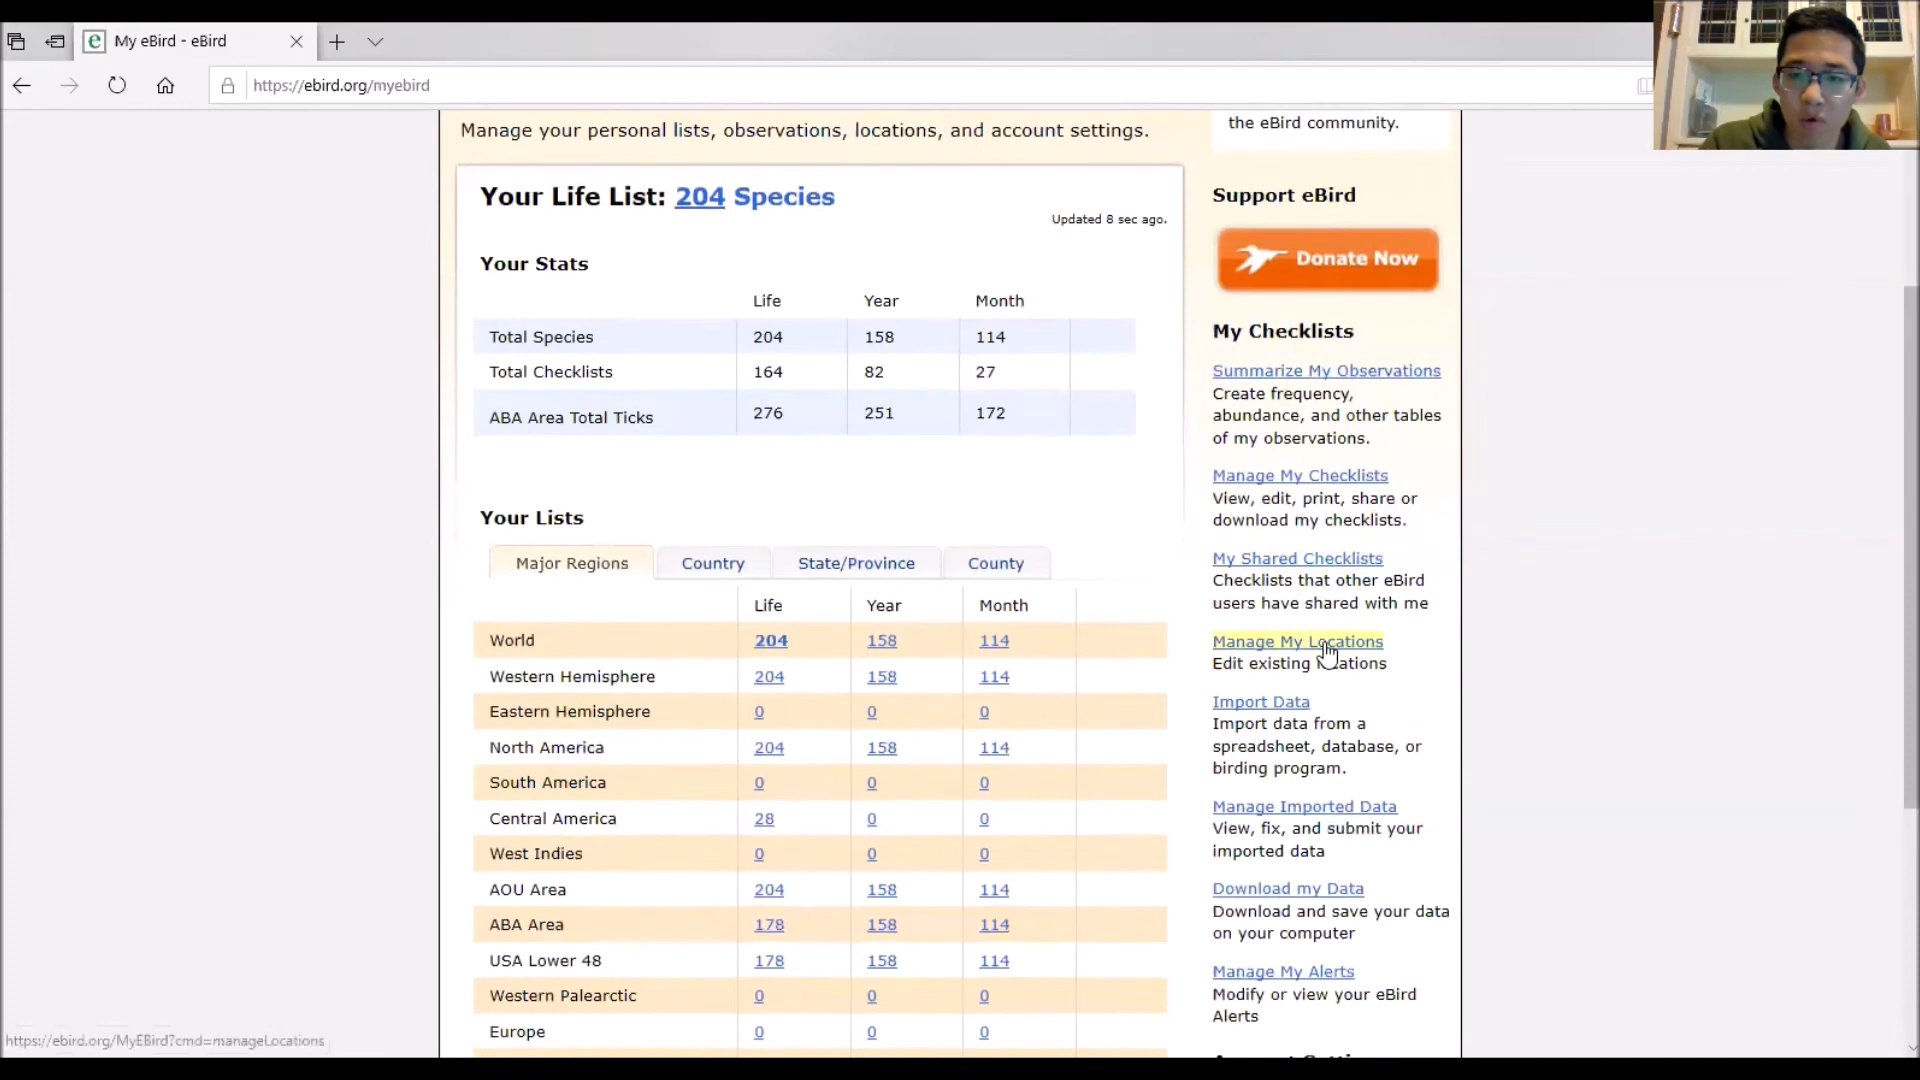 My eBird - eBird
https://ebird.org/myebird
Manage your personal lists, observations, locations, and account settings.
Your Life List: 204 Species
Updated 8 sec ago.
Your Stats
Life Year Month
Total Species 204 158 114
Total Checklists 164 82 27
ABA Area Total Ticks 276 251 172
Your Lists
Major Regions Country State/Province County
Life Year Month
World 204 158 114
Western Hemisphere 204 158 114
Eastern Hemisphere 0 0 0
North America 204 158 114
South America 0 0 0
Central America 28 0 0
West Indies 0 0 0
AOU Area 204 158 114
ABA Area 178 158 114
USA Lower 48 178 158 114
Western Palearctic 0 0 0
Europe 0 0 0
the eBird community.
Support eBird
Donate Now
My Checklists
Summarize My Observations
Create frequency,
abundance, and other tables
of my observations.
Manage My Checklists
View, edit, print, share or
download my checklists.
My Shared Checklists
Checklists that other eBird
users have shared with me
Manage My Locations
Edit existing locations
Import Data
Import data from a
spreadsheet, database, or
birding program.
Manage Imported Data
View, fix, and submit your
imported data
Download my Data
Download and save your data
on your computer
Manage My Alerts
Modify or view your eBird
Alerts
https://ebird.org/MyEBird?cmd=manageLocations